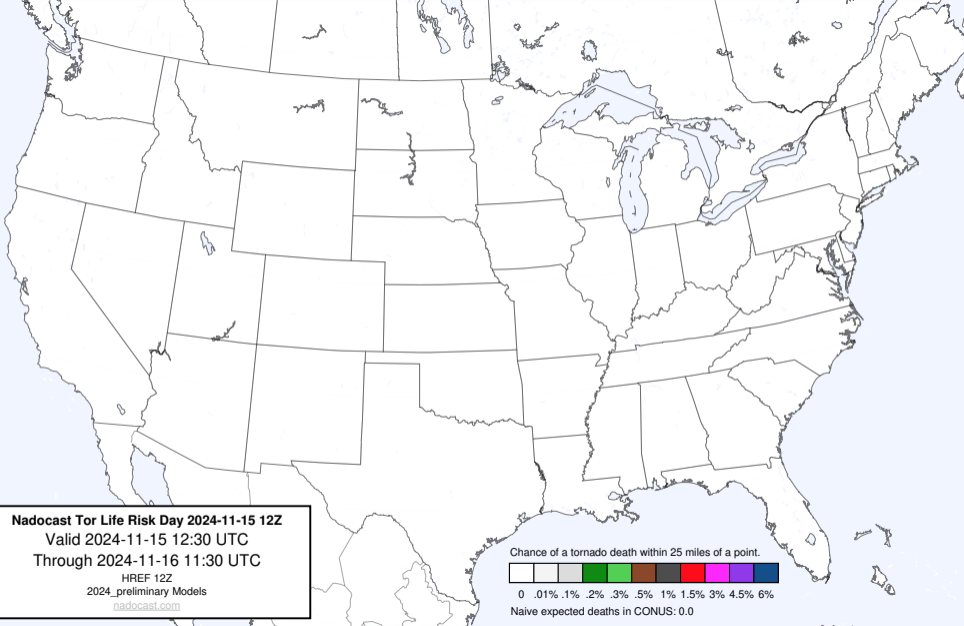 Nadocast Tor Life Risk Day 2024-11-15 12Z
Valid 2024-11-15 12:30 UTC
Through 2024-11-16 11:30 UTC
HREF 12Z
2024_preliminary Models
nadocast.com
Chance of a tornado death within 25 miles of a point.
0 .01% .1% .2% .3% .5% 1% 1.5% 3% 4.5% 6%
Naive expected deaths in CONUS: 0.0